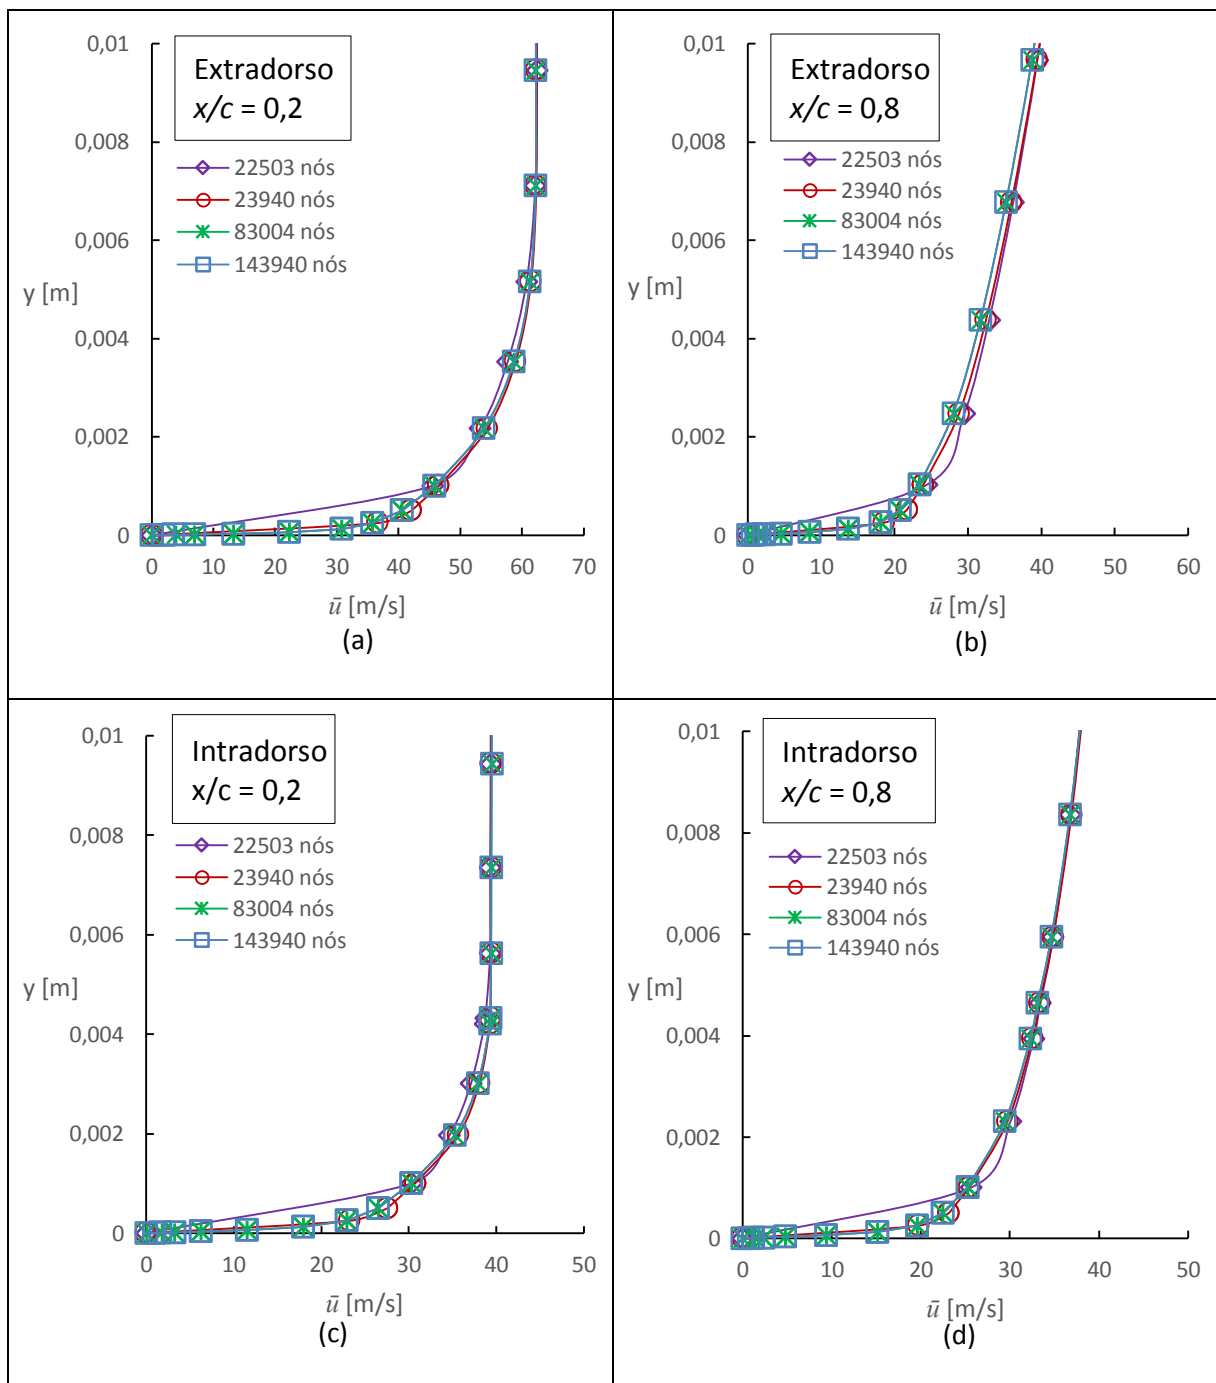 Extradorso
x/c = 0,2
22503 nós
23940 nós
83004 nós
143940 nós
0,01
0,008
0,006
0,004
0,002
0
y [m]
0 10 20 30 40 50 60 70
ū [m/s]
(a)
Extradorso
x/c = 0,8
22503 nós
23940 nós
83004 nós
143940 nós
0,01
0,008
0,006
0,004
0,002
0
y [m]
0 10 20 30 40 50 60
ū [m/s]
(b)
Intradorso
x/c = 0,2
22503 nós
23940 nós
83004 nós
143940 nós
0,01
0,008
0,006
0,004
0,002
0
y [m]
0 10 20 30 40 50
ū [m/s]
(c)
Intradorso
x/c = 0,8
22503 nós
23940 nós
83004 nós
143940 nós
0,01
0,008
0,006
0,004
0,002
0
y [m]
0 10 20 30 40 50
ū [m/s]
(d)